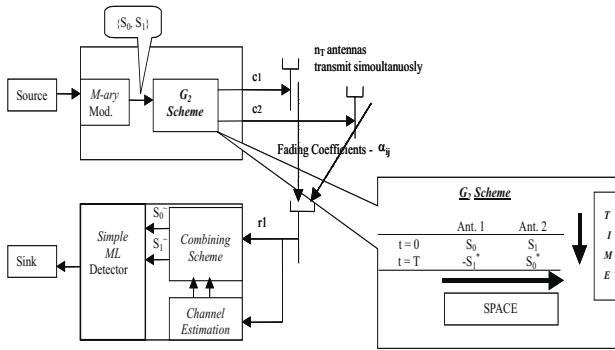 {S0, S1}
nT antennas
transmit simoultanuosly
c1
Source
M-ary
Mod.
G2
Scheme
c2
Fading Coefficients - αij
G2 Scheme
Ant. 1 Ant. 2
t = 0 S0 S1
t = T -S1* S0*
SPACE
T
I
M
E
r1
S0~
S1~
Simple
ML
Detector
Combining
Scheme
Sink
Channel
Estimation